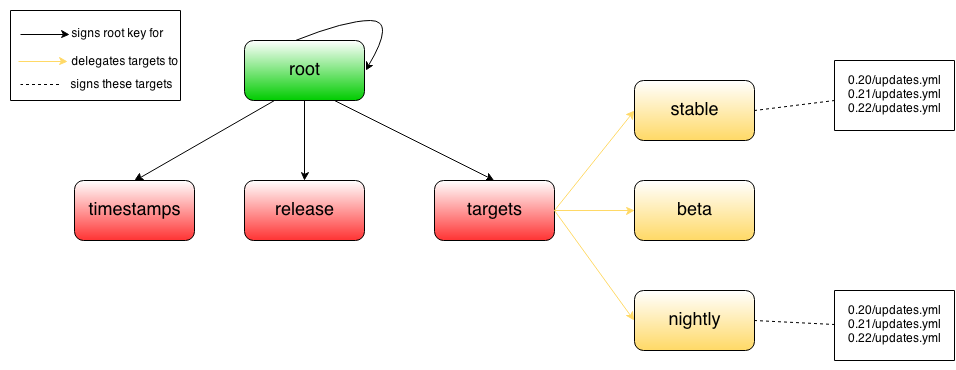 signs root key for
delegates targets to
signs these targets
root
timestamps
release
targets
stable
beta
nightly
0.20/updates.yml
0.21/updates.yml
0.22/updates.yml
0.20/updates.yml
0.21/updates.yml
0.22/updates.yml